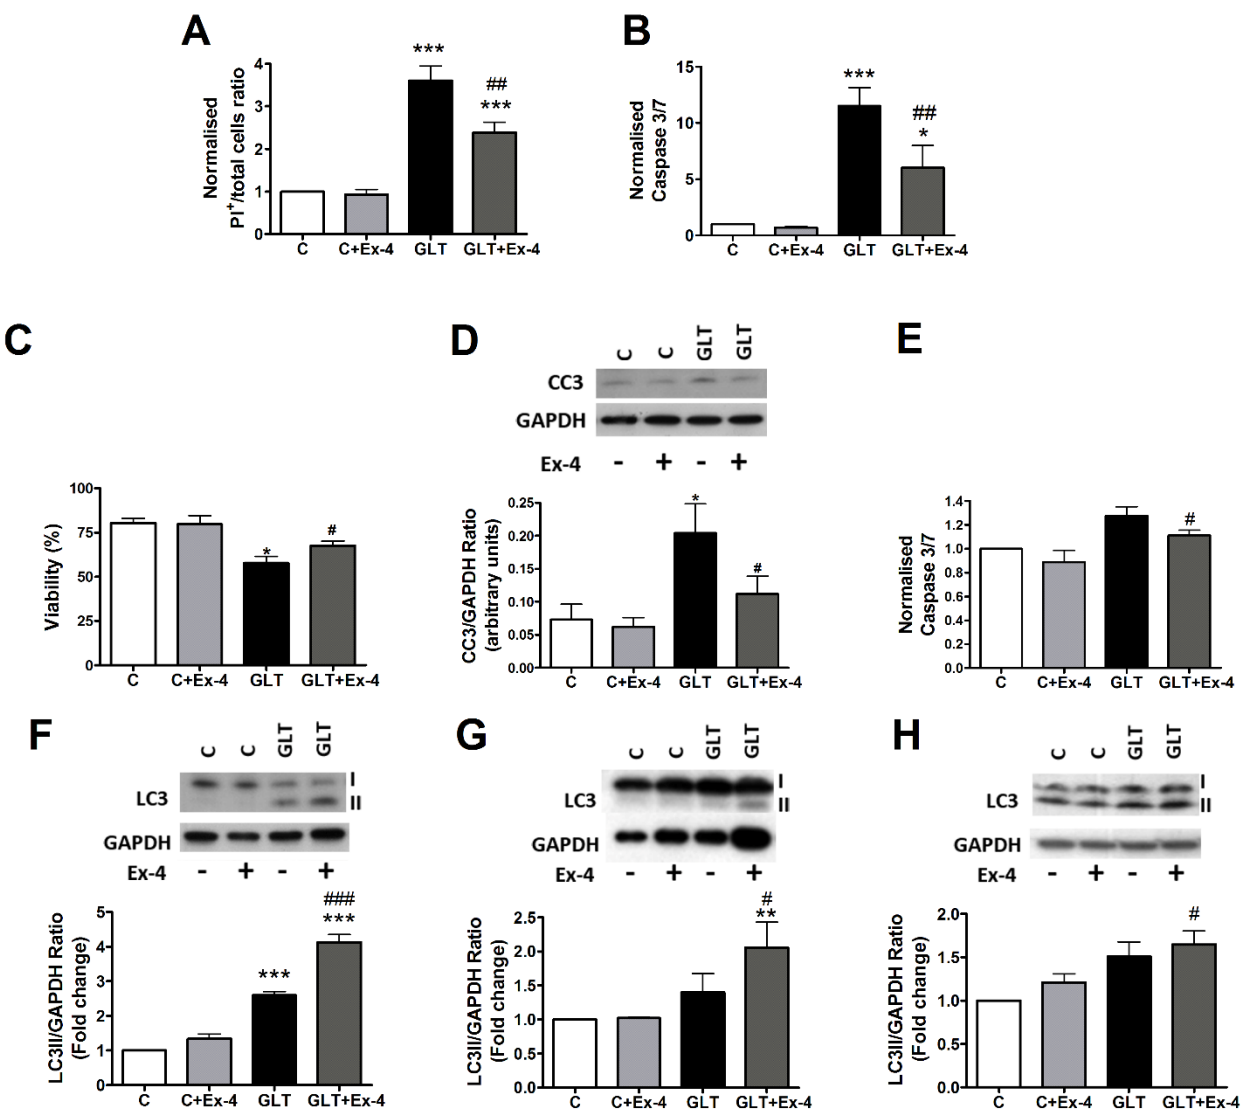 A
Normalised
PI⁺/total cells ratio
4
3
2
1
0
***
##
***
C
C+Ex-4
GLT
GLT+Ex-4
B
Normalised
Caspase 3/7
15
10
5
0
***
##
*
C
C+Ex-4
GLT
GLT+Ex-4
C
Viability (%)
100
75
50
25
0
*
#
C
C+Ex-4
GLT
GLT+Ex-4
D
C
C
GLT
GLT
CC3
GAPDH
Ex-4 - + - +
CC3/GAPDH Ratio
(arbitrary units)
0.25
0.20
0.15
0.10
0.05
0.00
*
#
C
C+Ex-4
GLT
GLT+Ex-4
E
Normalised
Caspase 3/7
1.4
1.2
1.0
0.8
0.6
0.4
0.2
0.0
#
C
C+Ex-4
GLT
GLT+Ex-4
F
C
C
GLT
GLT
I
LC3
II
GAPDH
Ex-4 - + - +
LC3II/GAPDH Ratio
(Fold change)
5
4
3
2
1
0
***
###
***
C
C+Ex-4
GLT
GLT+Ex-4
G
C
C
GLT
GLT
I
LC3
II
GAPDH
Ex-4 - + - +
LC3II/GAPDH Ratio
(Fold change)
2.5
2.0
1.5
1.0
0.5
0.0
#
**
C
C+Ex-4
GLT
GLT+Ex-4
H
C
C
GLT
GLT
I
LC3
II
GAPDH
Ex-4 - + - +
LC3II/GAPDH Ratio
(Fold change)
2.0
1.5
1.0
0.5
0.0
#
C
C+Ex-4
GLT
GLT+Ex-4